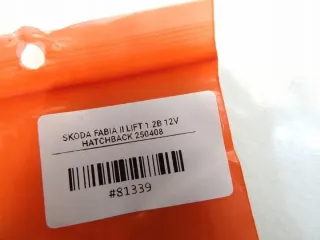 SKODA FABIA II LIFT 1.2B 12V
HATCHBACK 250408
#81339